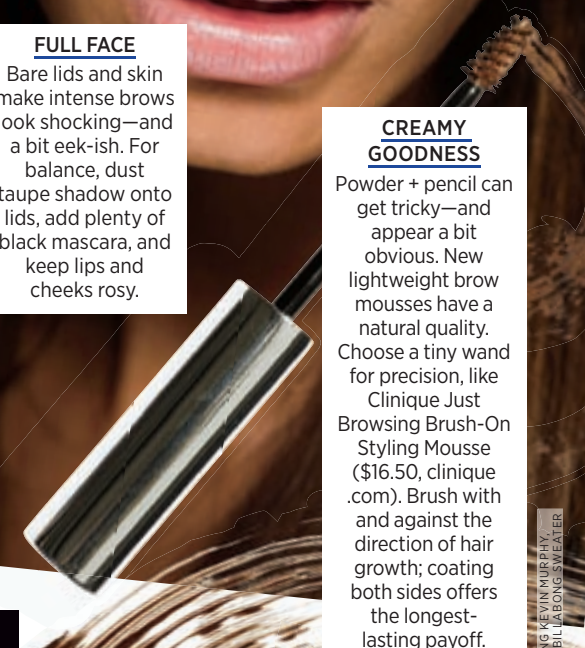 FULL FACE
Bare lids and skin
make intense brows
ook shocking—and
a bit eek-ish. For
balance, dust
taupe shadow onto
lids, add plenty of
black mascara, and
keep lips and
cheeks rosy.
CREAMY
GOODNESS
Powder + pencil can
get tricky—and
appear a bit
obvious. New
lightweight brow
mousses have a
natural quality.
Choose a tiny wand
for precision, like
Clinique Just
Browsing Brush-On
Styling Mousse
($16.50, clinique
.com). Brush with
and against the
direction of hair
growth; coating
both sides offers
the longest-
lasting payoff.
NG KEVIN MURPHY,
BILLABONG SWEATER